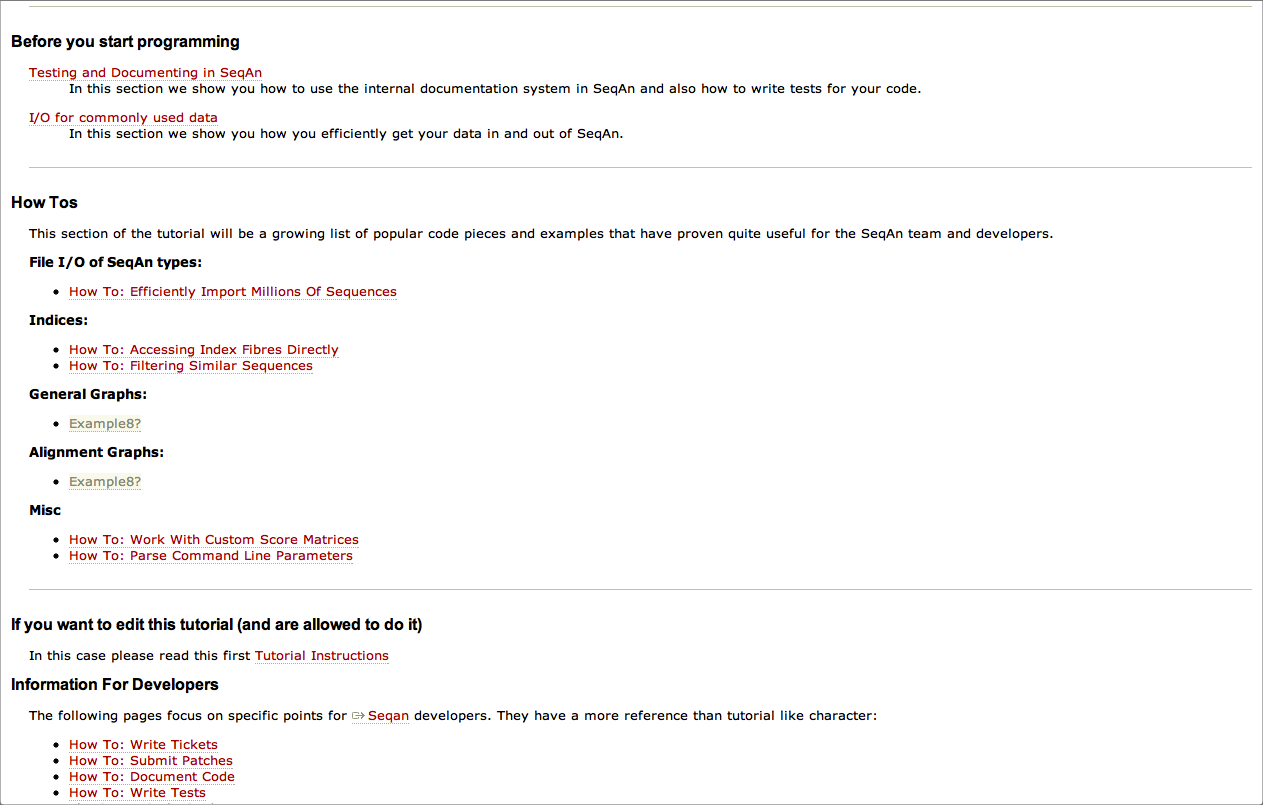 Before you start programming
Testing and Documenting in SeqAn
In this section we show you how to use the internal documentation system in SeqAn and also how to write tests for your code.
I/O for commonly used data
In this section we show you how you efficiently get your data in and out of SeqAn.
How Tos
This section of the tutorial will be a growing list of popular code pieces and examples that have proven quite useful for the SeqAn team and developers.
File I/O of SeqAn types:
How To: Efficiently Import Millions Of Sequences
Indices:
How To: Accessing Index Fibres Directly
How To: Filtering Similar Sequences
General Graphs:
Example8?
Alignment Graphs:
Example8?
Misc
How To: Work With Custom Score Matrices
How To: Parse Command Line Parameters
If you want to edit this tutorial (and are allowed to do it)
In this case please read this first Tutorial Instructions
Information For Developers
The following pages focus on specific points for Seqan developers. They have a more reference than tutorial like character:
How To: Write Tickets
How To: Submit Patches
How To: Document Code
How To: Write Tests